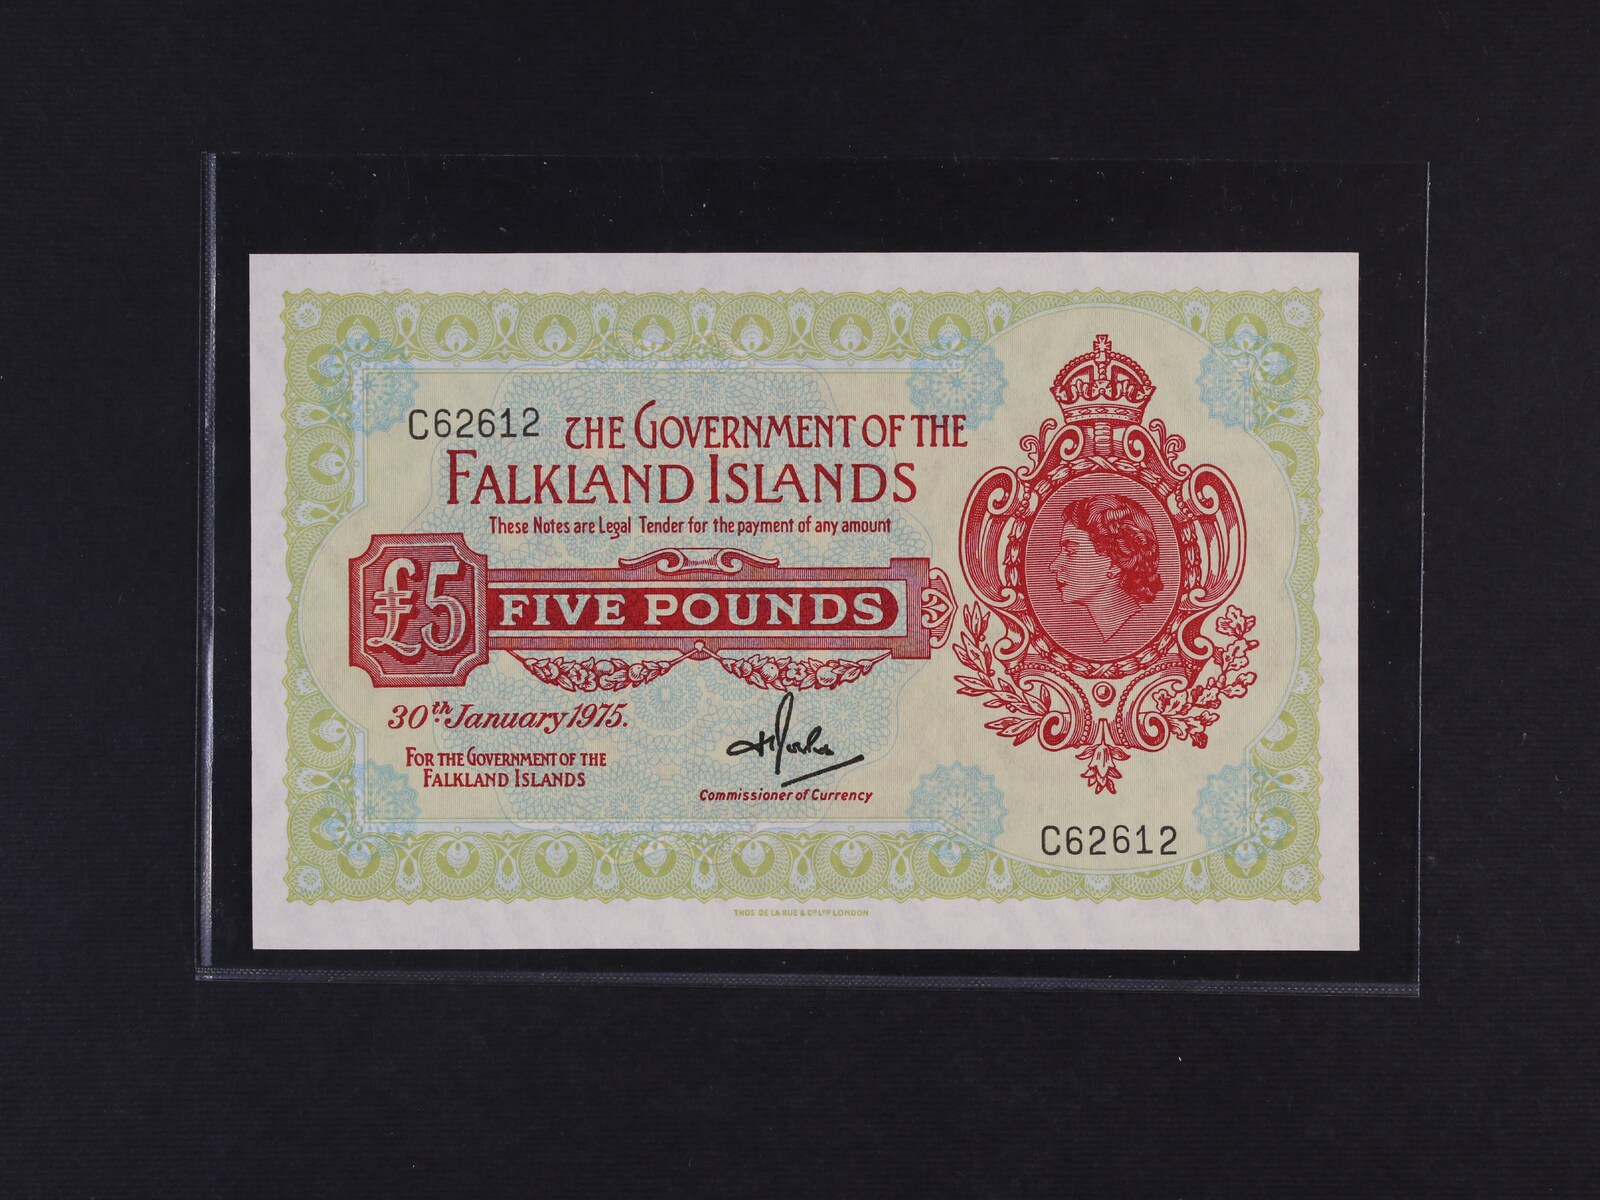 C62612
THE GOVERNMENT OF THE
FALKLAND ISLANDS
These Notes are Legal Tender for the payment of any amount
£5
FIVE POUNDS
30th January 1975.
FOR THE GOVERNMENT OF THE
FALKLAND ISLANDS
Commissioner of Currency
C62612
THOS DE LA RUE & Co LTD LONDON